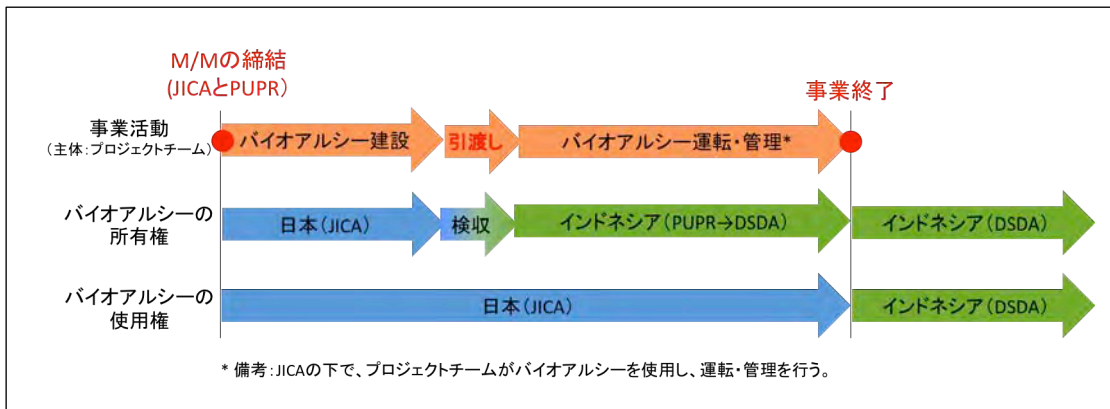 M/Mの締結
(JICAとPUPR)
事業終了
事業活動
(主体:プロジェクトチーム)
バイオアルシー建設
引渡し
バイオアルシー運転・管理*
バイオアルシーの
所有権
日本(JICA)
検収
インドネシア(PUPR→DSDA)
インドネシア(DSDA)
バイオアルシーの
使用権
日本(JICA)
インドネシア(DSDA)
* 備考:JICAの下で、プロジェクトチームがバイオアルシーを使用し、運転・管理を行う。